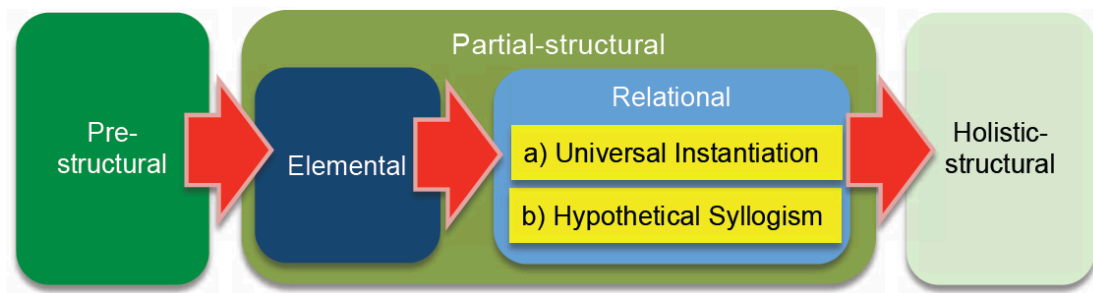 Pre-
structural
Partial-structural
Elemental
Relational
a) Universal Instantiation
b) Hypothetical Syllogism
Holistic-
structural